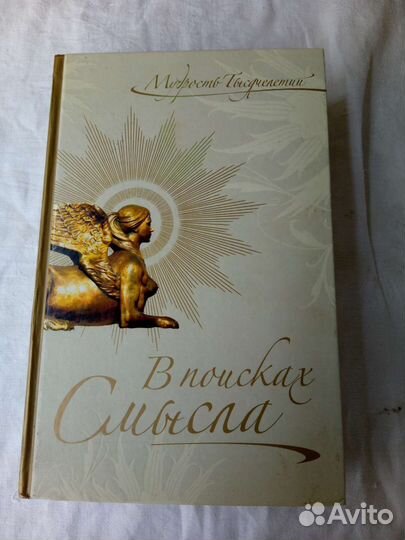 Мудрость Тысячелетий
В поисках
Смысла
Avito